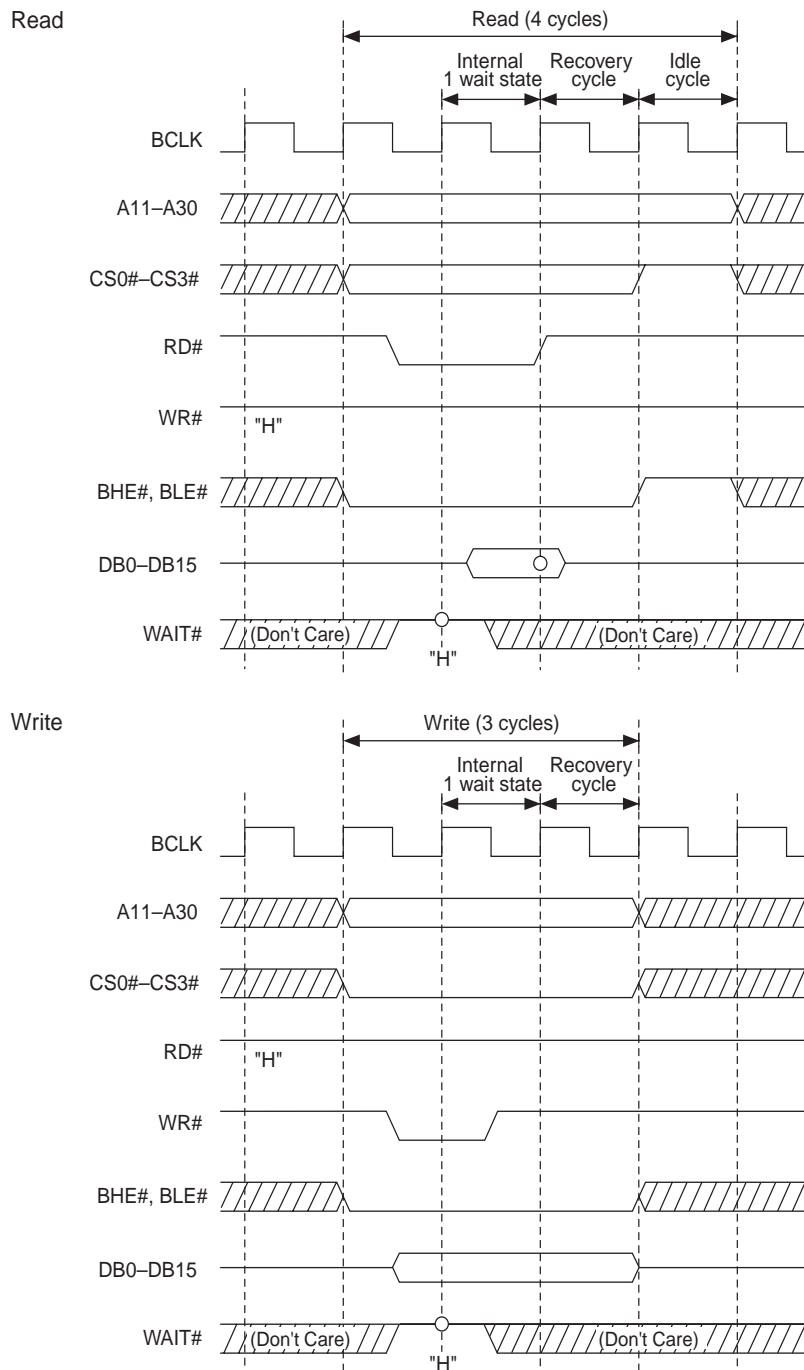 Read
Read (4 cycles)
Internal
1 wait state
Recovery
cycle
Idle
cycle
BCLK
A11–A30
CS0#–CS3#
RD#
WR#
"H"
BHE#, BLE#
DB0–DB15
WAIT#
(Don't Care)
(Don't Care)
"H"
Write
Write (3 cycles)
Internal
1 wait state
Recovery
cycle
BCLK
A11–A30
CS0#–CS3#
RD#
"H"
WR#
BHE#, BLE#
DB0–DB15
WAIT#
(Don't Care)
(Don't Care)
"H"